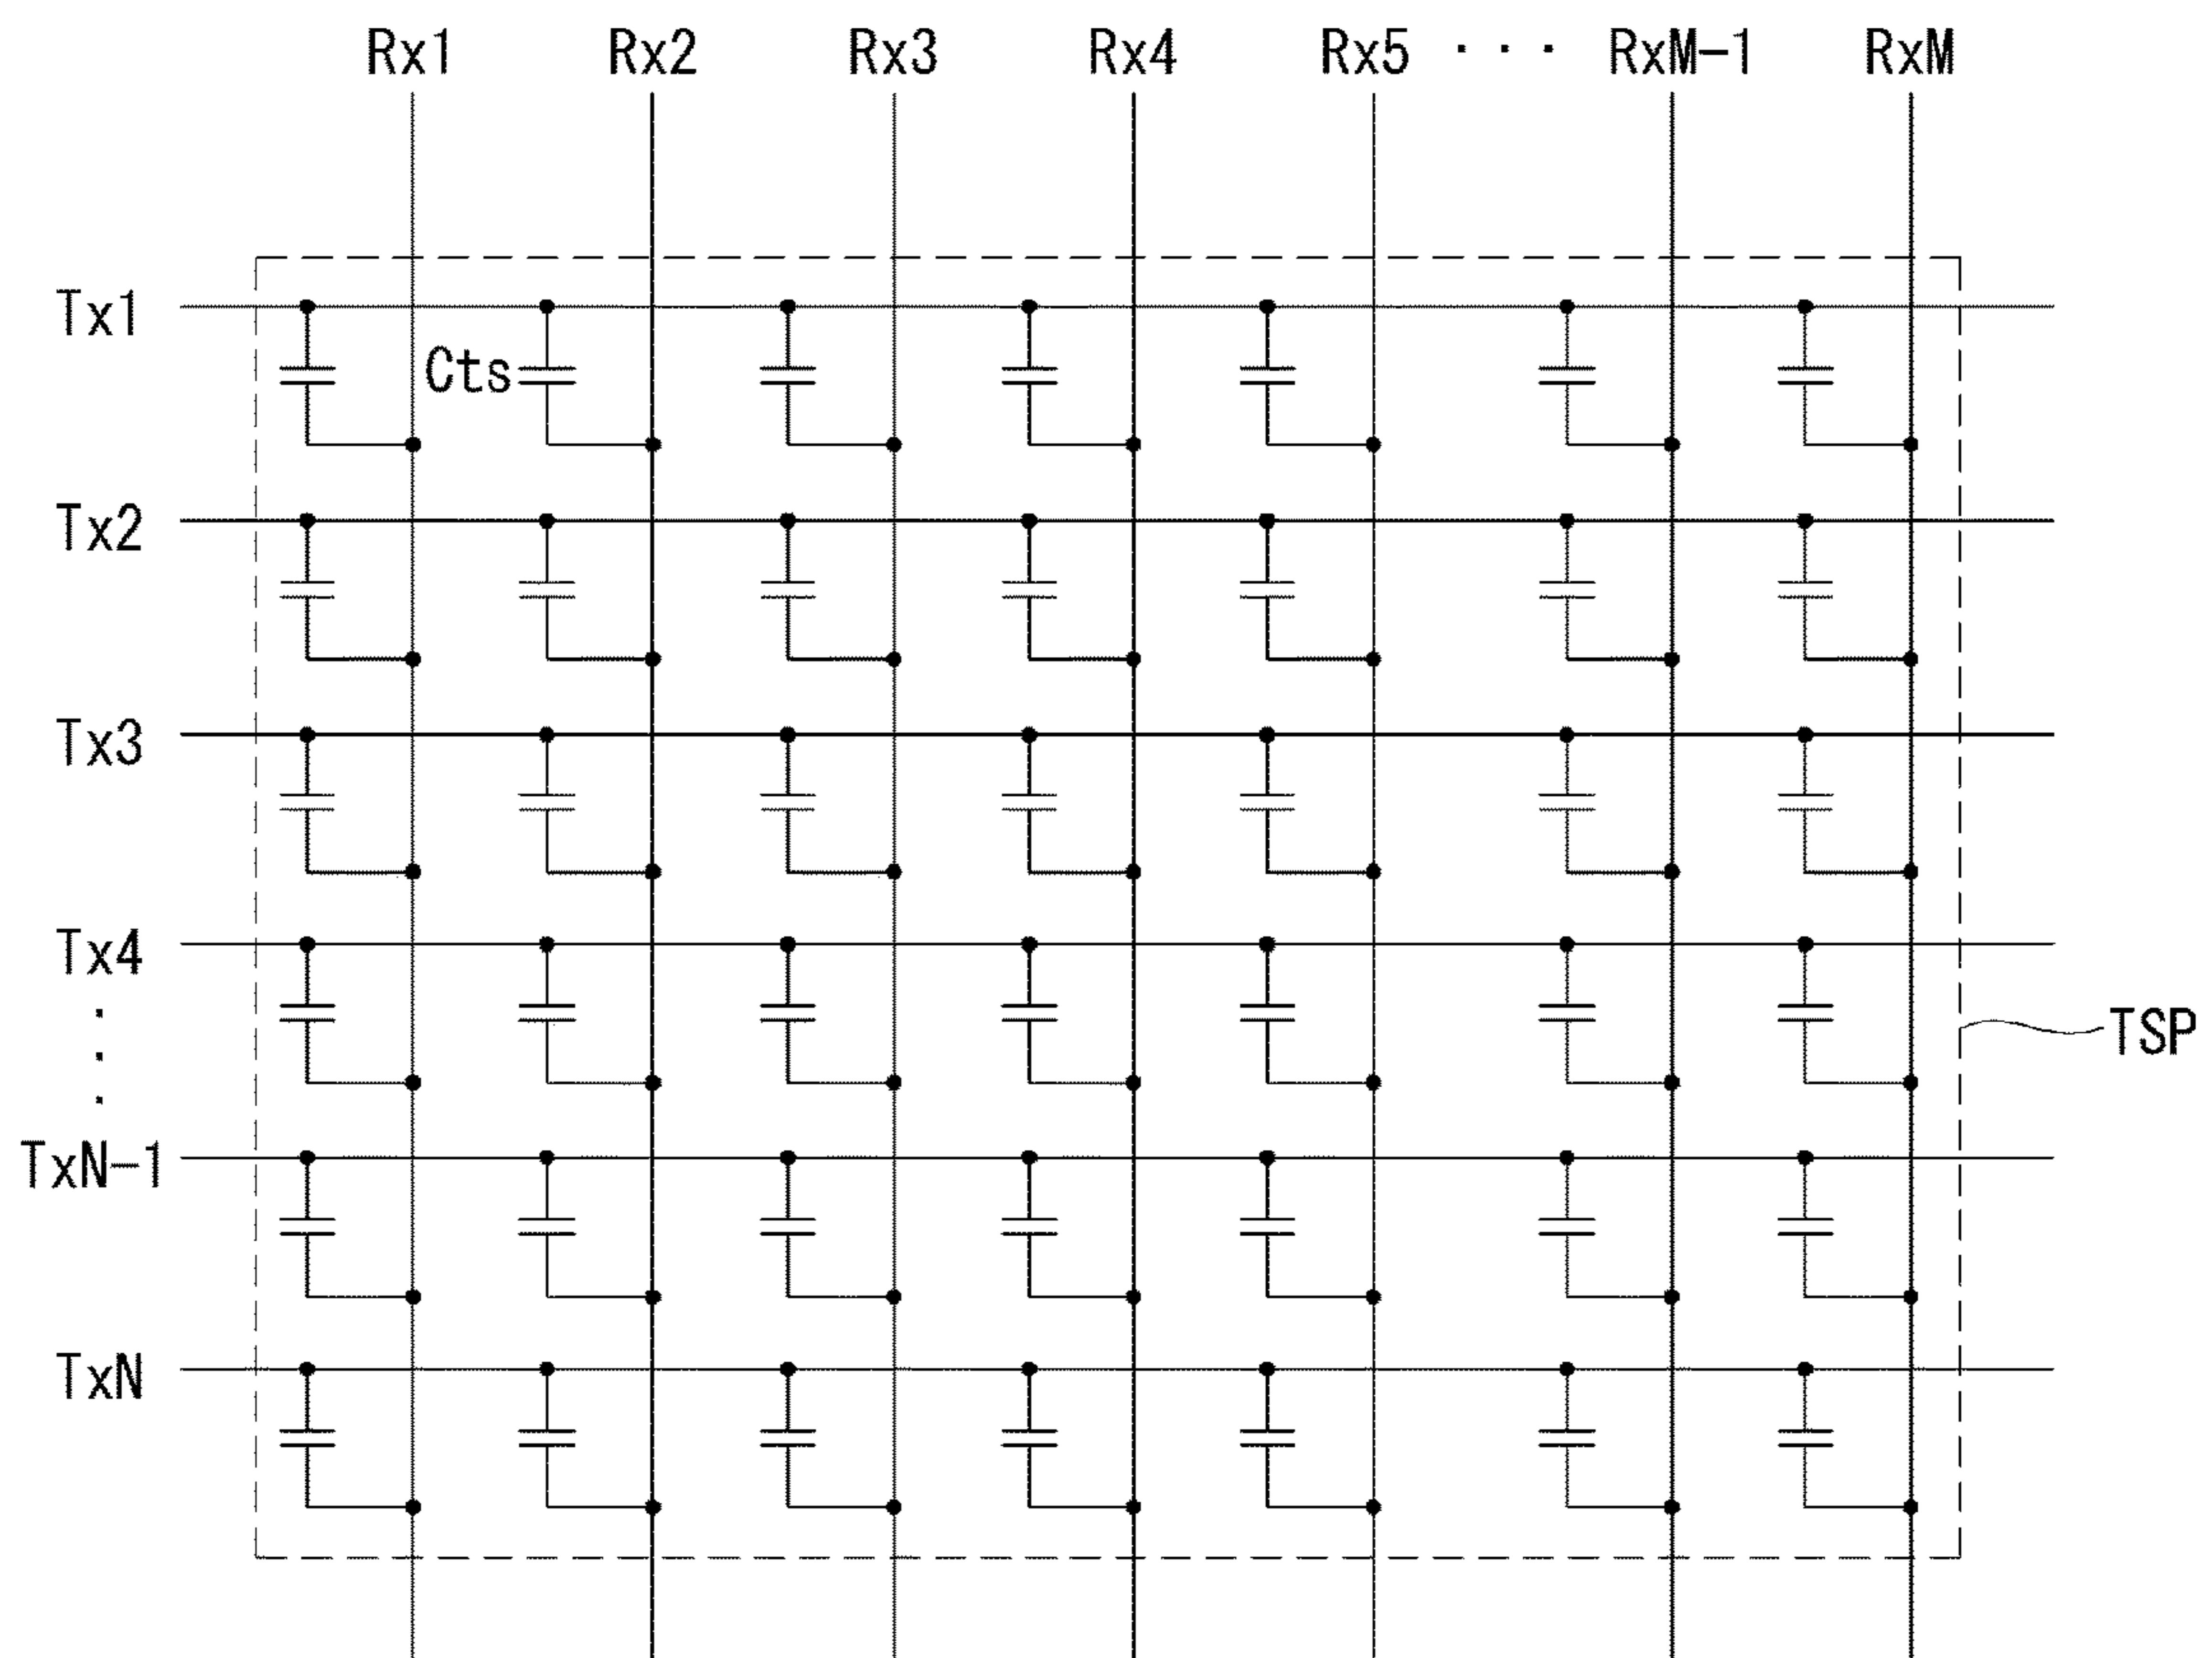 Rx1 Rx2 Rx3 Rx4 Rx5 · · · RxM-1 RxM
Tx1
Cts
Tx2
Tx3
Tx4
·
·
·
TSP
TxN-1
TxN